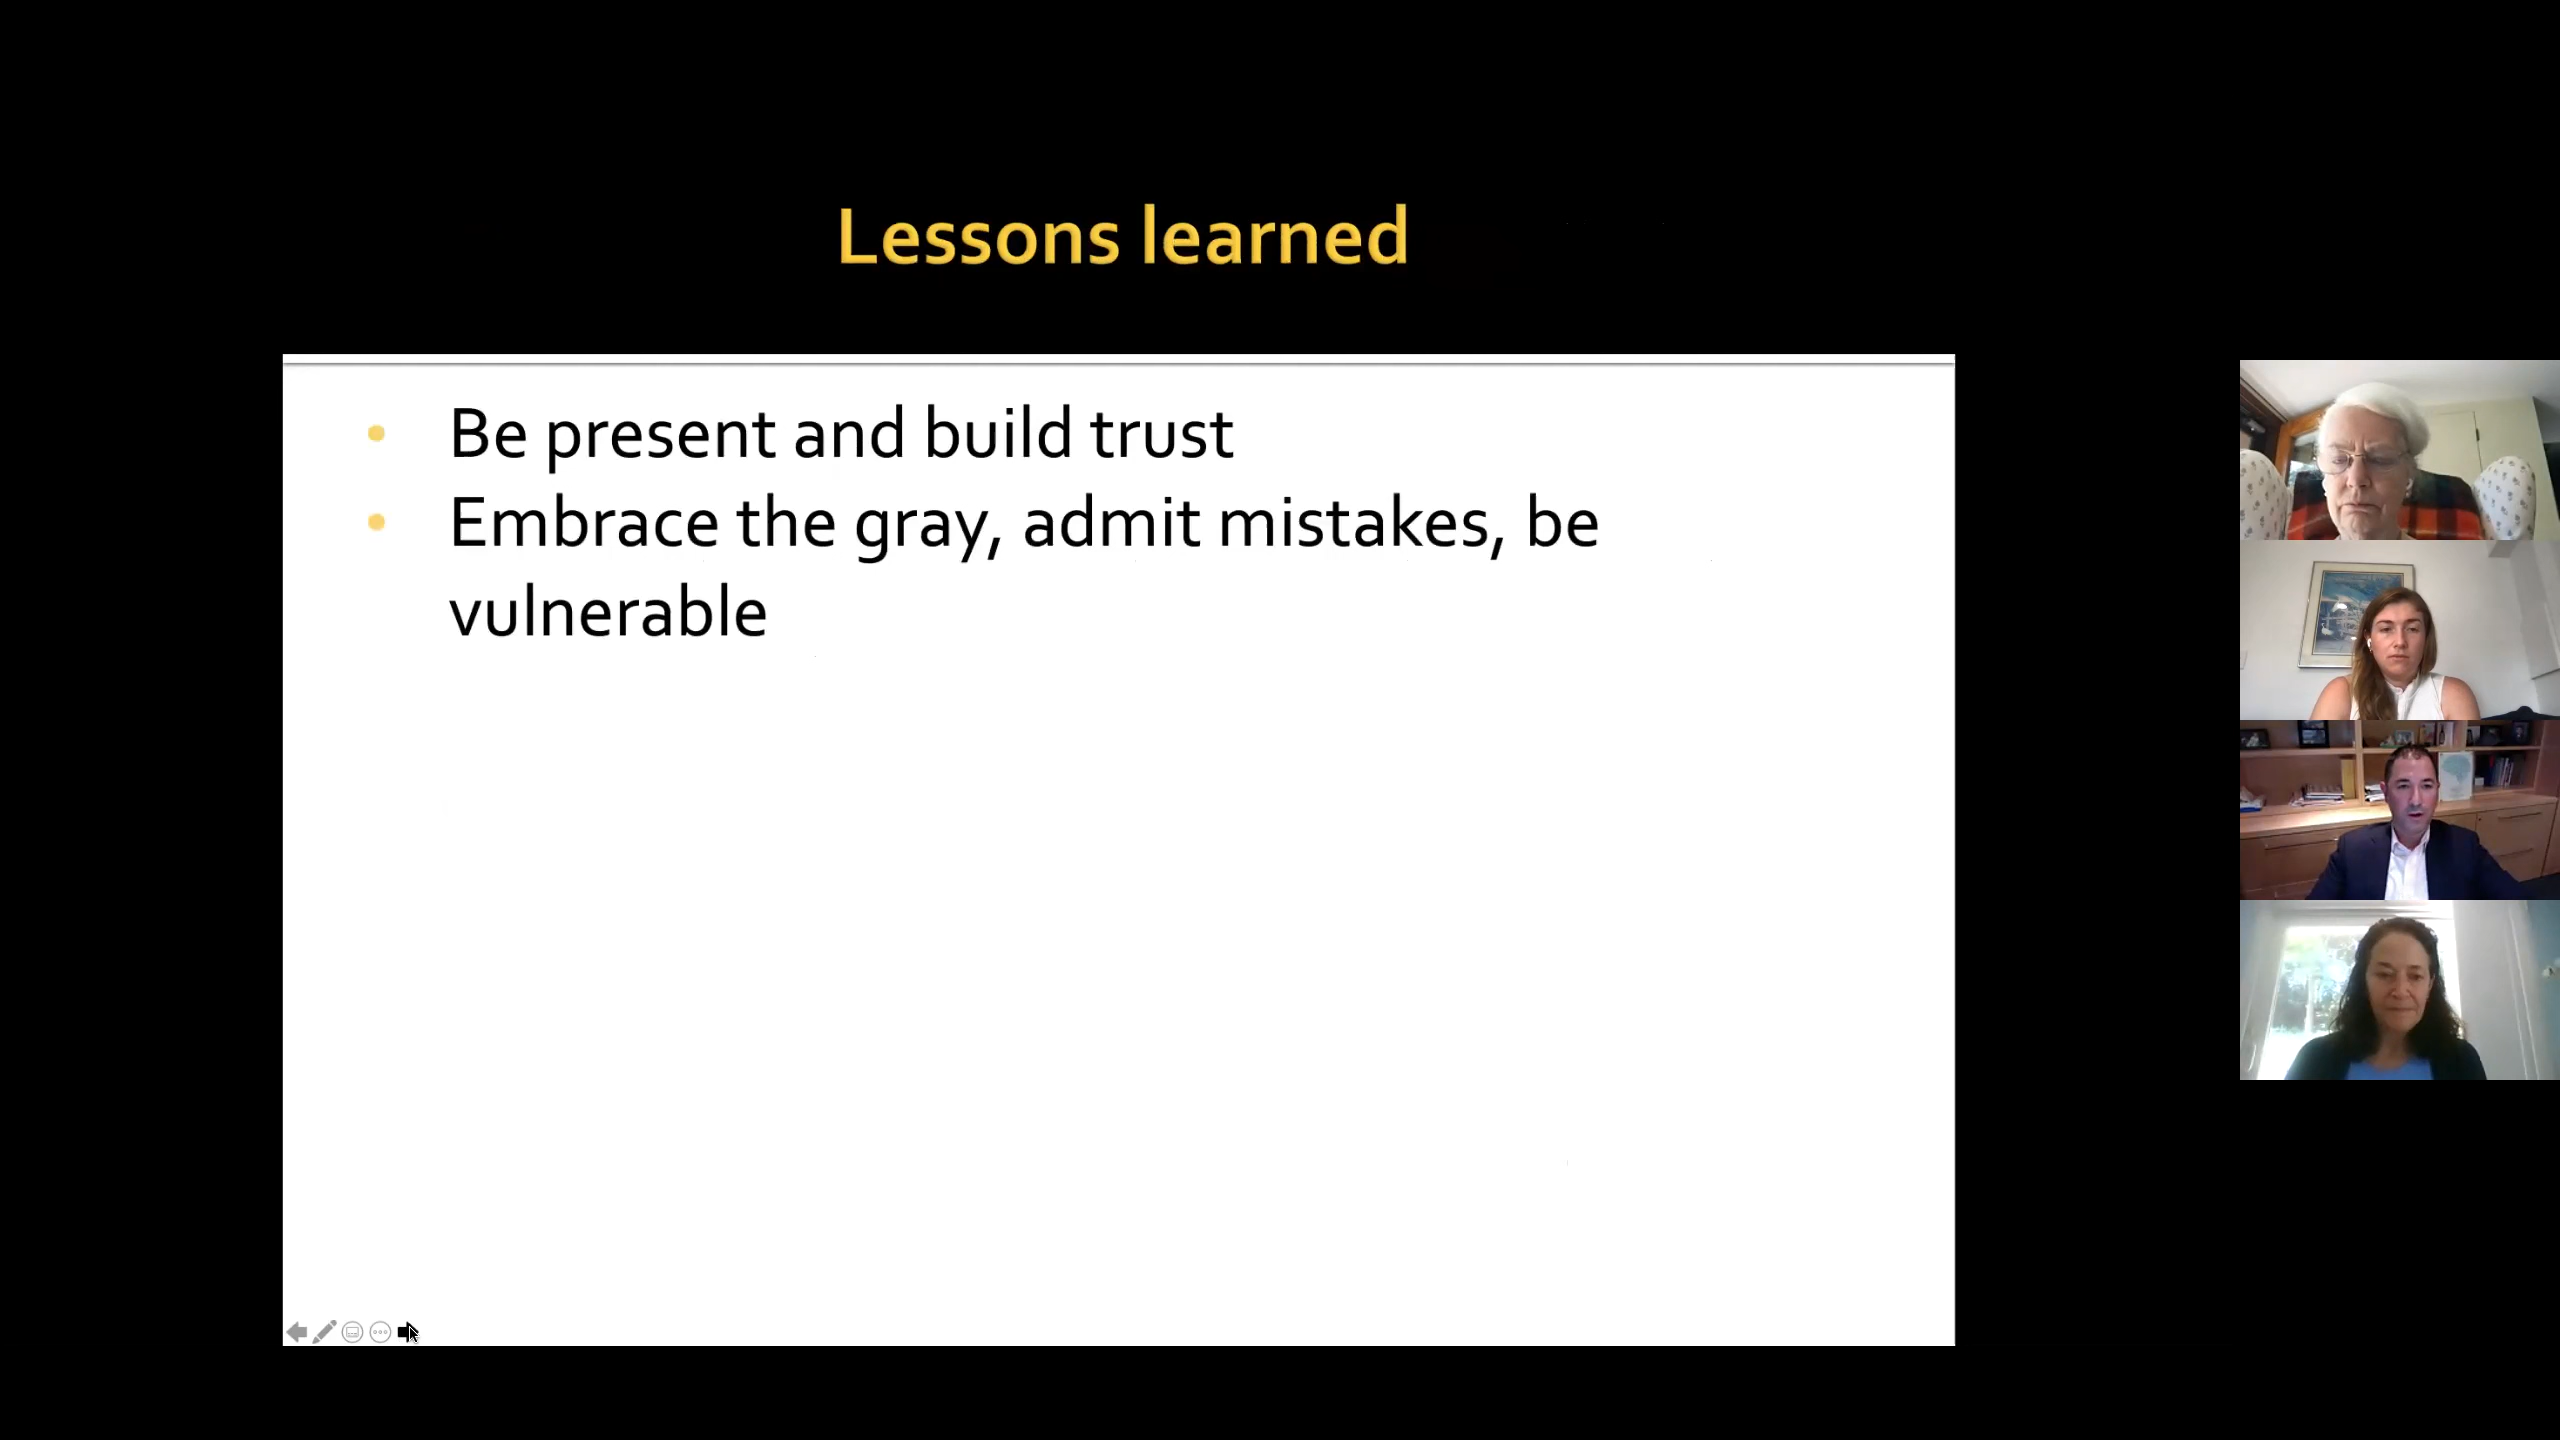 Lessons learned
• Be present and build trust
• Embrace the gray, admit mistakes, be
vulnerable